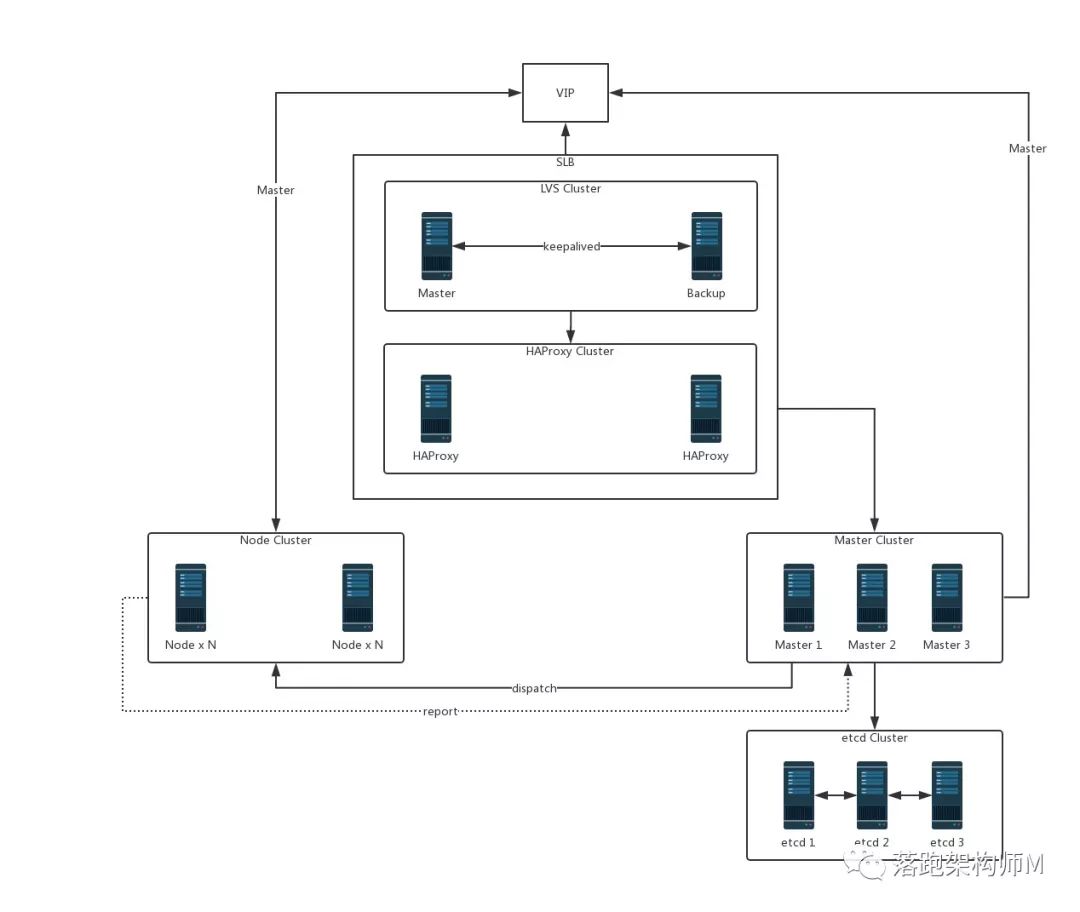 VIP
Master
SLB
Master
LVS Cluster
keepalived
Master
Backup
HAProxy Cluster
HAProxy
HAProxy
Node Cluster
Master Cluster
Node x N
Node x N
Master 1
Master 2
Master 3
dispatch
report
etcd Cluster
etcd 1
etcd 2
etcd 3
落跑架构师M